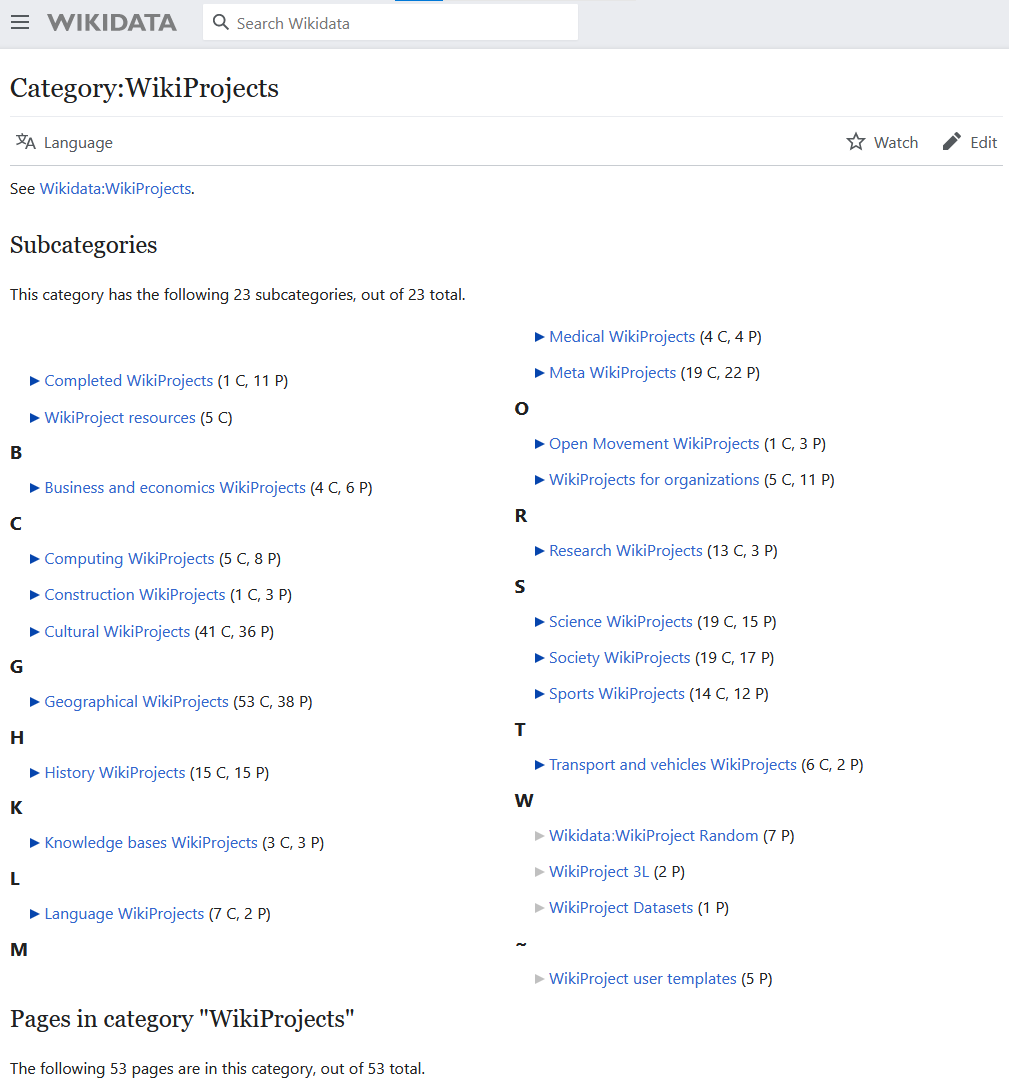 WIKIDATA
Search Wikidata
Category:WikiProjects
Language
Watch
Edit
See Wikidata:WikiProjects.
Subcategories
This category has the following 23 subcategories, out of 23 total.
► Completed WikiProjects (1 C, 11 P)
► WikiProject resources (5 C)
B
► Business and economics WikiProjects (4 C, 6 P)
C
► Computing WikiProjects (5 C, 8 P)
► Construction WikiProjects (1 C, 3 P)
► Cultural WikiProjects (41 C, 36 P)
G
► Geographical WikiProjects (53 C, 38 P)
H
► History WikiProjects (15 C, 15 P)
K
► Knowledge bases WikiProjects (3 C, 3 P)
L
► Language WikiProjects (7 C, 2 P)
M
► Medical WikiProjects (4 C, 4 P)
► Meta WikiProjects (19 C, 22 P)
O
► Open Movement WikiProjects (1 C, 3 P)
► WikiProjects for organizations (5 C, 11 P)
R
► Research WikiProjects (13 C, 3 P)
S
► Science WikiProjects (19 C, 15 P)
► Society WikiProjects (19 C, 17 P)
► Sports WikiProjects (14 C, 12 P)
T
► Transport and vehicles WikiProjects (6 C, 2 P)
W
► Wikidata:WikiProject Random (7 P)
► WikiProject 3L (2 P)
► WikiProject Datasets (1 P)
~
► WikiProject user templates (5 P)
Pages in category "WikiProjects"
The following 53 pages are in this category, out of 53 total.